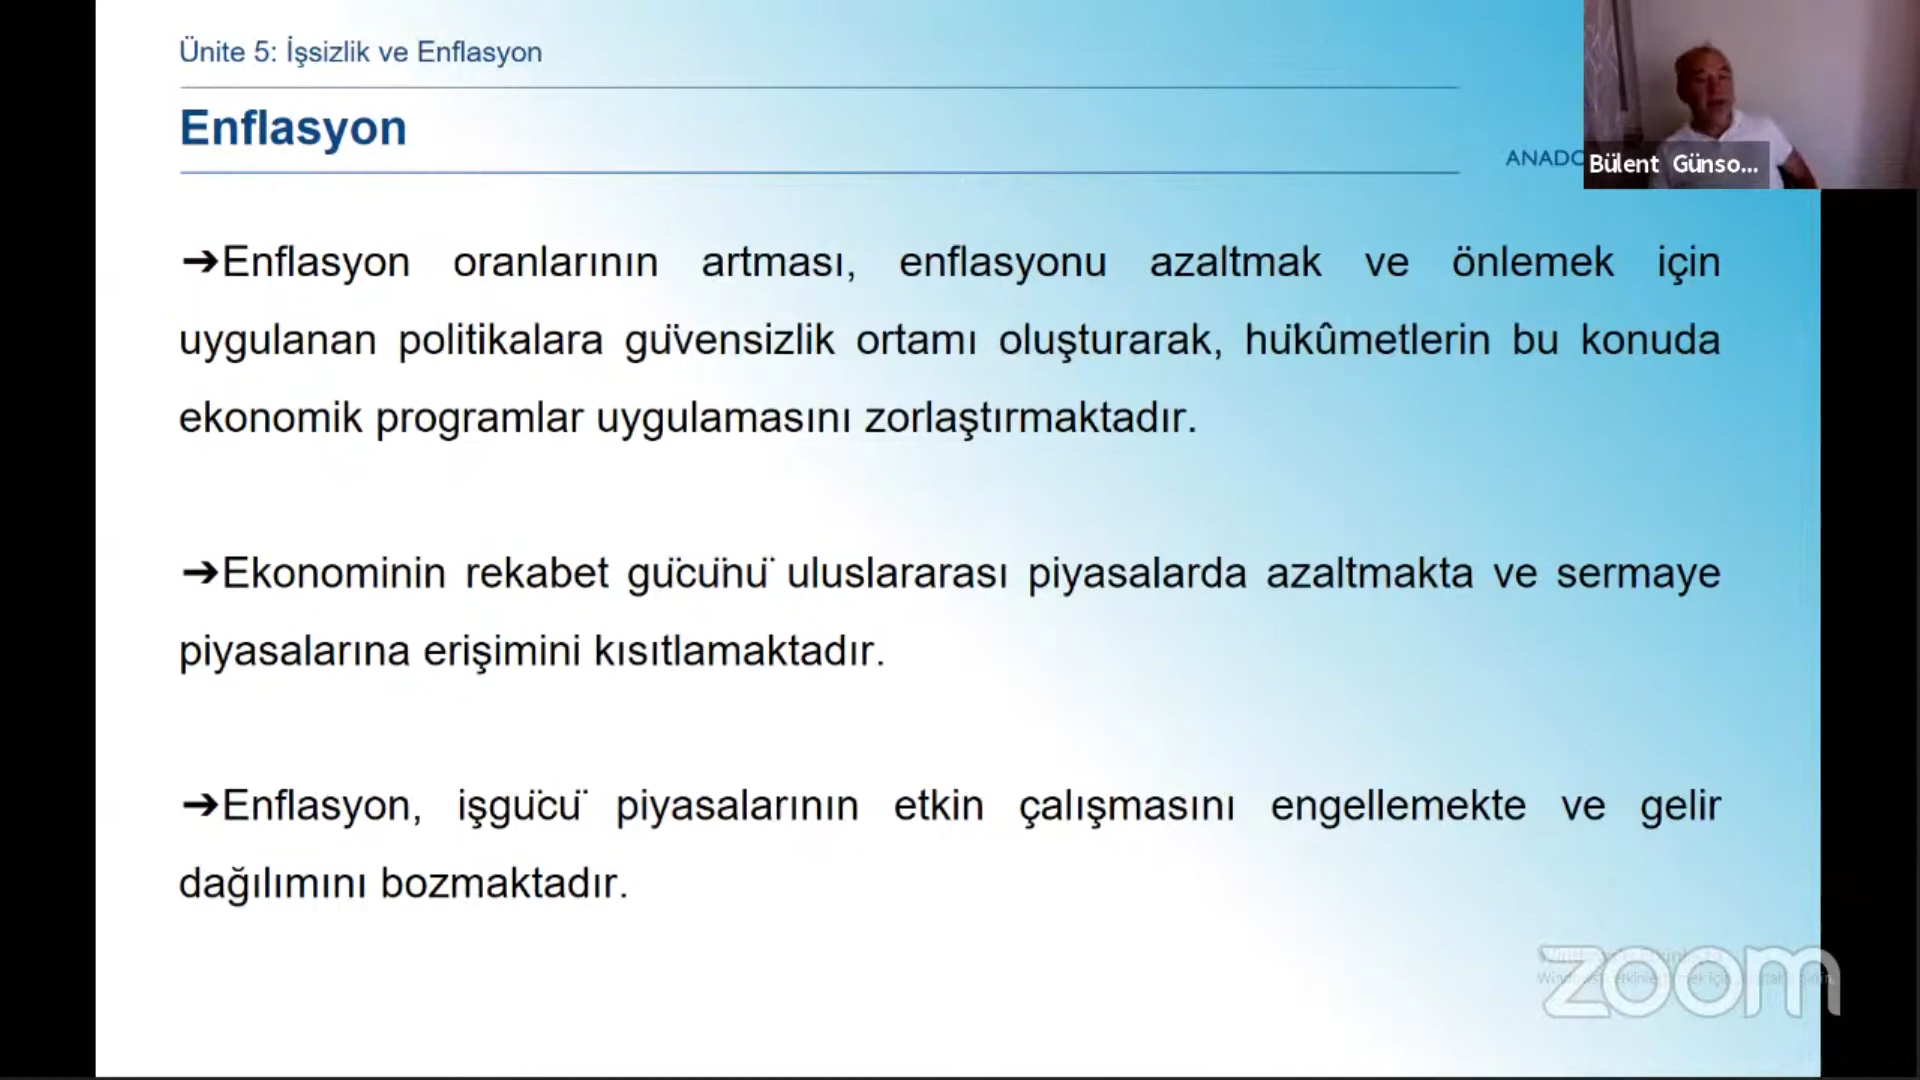 Ünite 5: İşsizlik ve Enflasyon
Enflasyon
ANADO
Bülent Günso...
➔Enflasyon oranlarının artması, enflasyonu azaltmak ve önlemek için
uygulanan politikalara güvensizlik ortamı oluşturarak, hükûmetlerin bu konuda
ekonomik programlar uygulamasını zorlaştırmaktadır.
➔Ekonominin rekabet gücünü uluslararası piyasalarda azaltmakta ve sermaye
piyasalarına erişimini kısıtlamaktadır.
➔Enflasyon, işgücü piyasalarının etkin çalışmasını engellemekte ve gelir
dağılımını bozmaktadır.
zoom